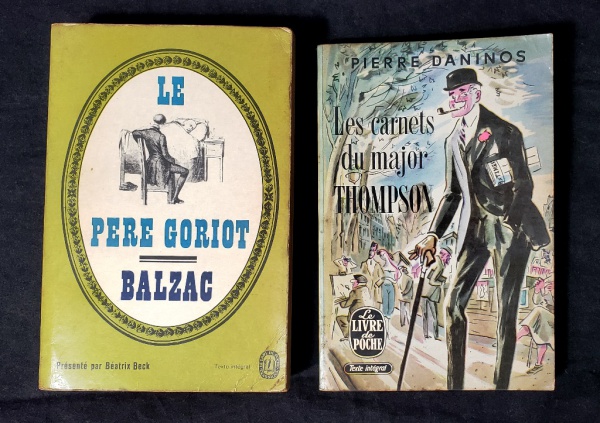 LE
PERE GORIOT
BALZAC
Présenté par Béatrix Beck
Texte intégral
PIERRE DANINOS
Les carnets
du major
THOMPSON
TIMES
Le
LIVRE
de
POCHE
Texte intégral